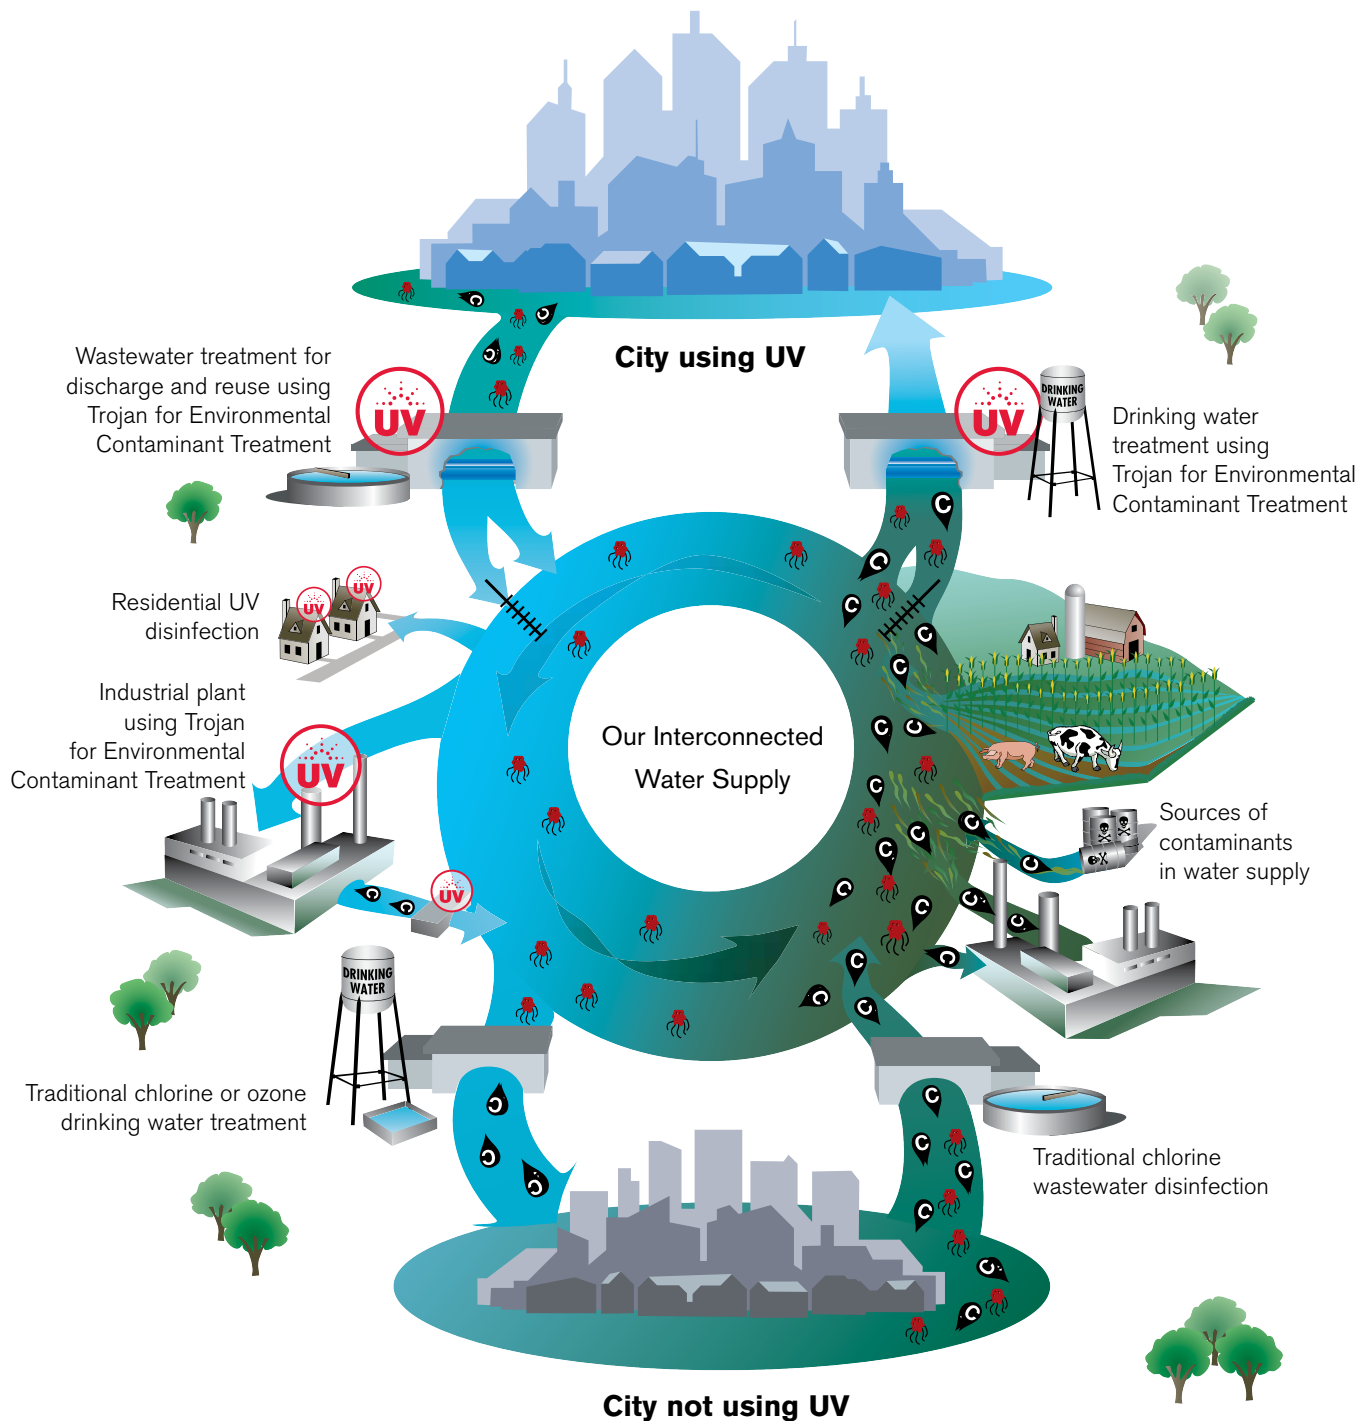 City using UV
Wastewater treatment for
discharge and reuse using
Trojan for Environmental
Contaminant Treatment
UV
UV
DRINKING
WATER
Drinking water
treatment using
Trojan for Environmental
Contaminant Treatment
C
C
C
C
C
C
C
C
Residential UV
disinfection
UV
UV
Industrial plant
using Trojan
for Environmental
Contaminant Treatment
UV
Our Interconnected
Water Supply
C
C
C
C
C
C
C
C
Sources of
contaminants
in water supply
C
C
UV
C
C
C
C
C
C
C
C
DRINKING
WATER
Traditional chlorine or ozone
drinking water treatment
C
C
C
C
C
C
C
C
C
Traditional chlorine
wastewater disinfection
City not using UV